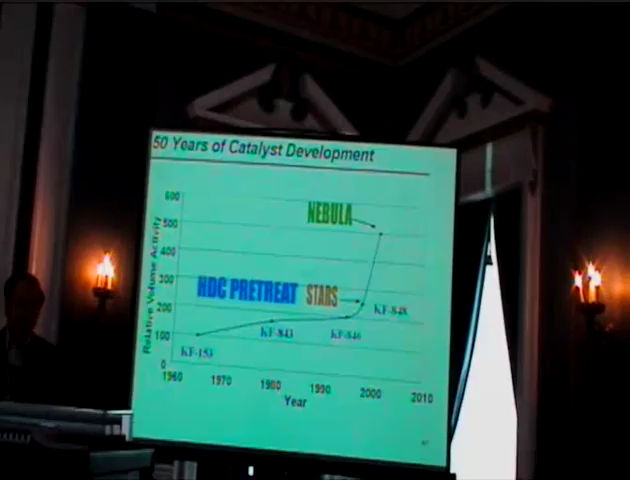 50 Years of Catalyst Development
600
NEBULA
500
400
300
HDC PRETREAT STARS
KF-848
200
KF-843
KF-846
100
KF-153
0
1960 1970 1980 1990 2000 2010
Year
Relative Volume Activity